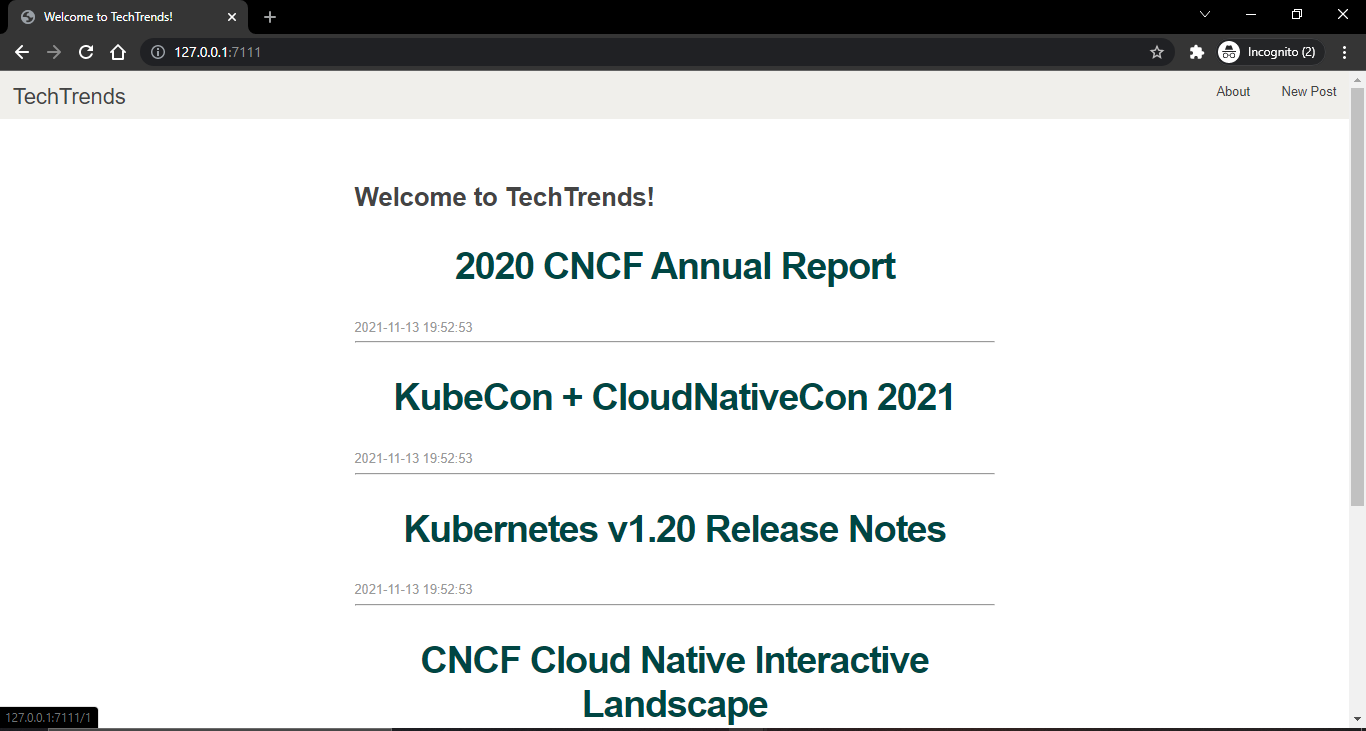 Welcome to TechTrends!
127.0.0.1:7111
Incognito (2)
TechTrends
About
New Post
Welcome to TechTrends!
2020 CNCF Annual Report
2021-11-13 19:52:53
KubeCon + CloudNativeCon 2021
2021-11-13 19:52:53
Kubernetes v1.20 Release Notes
2021-11-13 19:52:53
CNCF Cloud Native Interactive
Landscape
127.0.0.1:7111/1